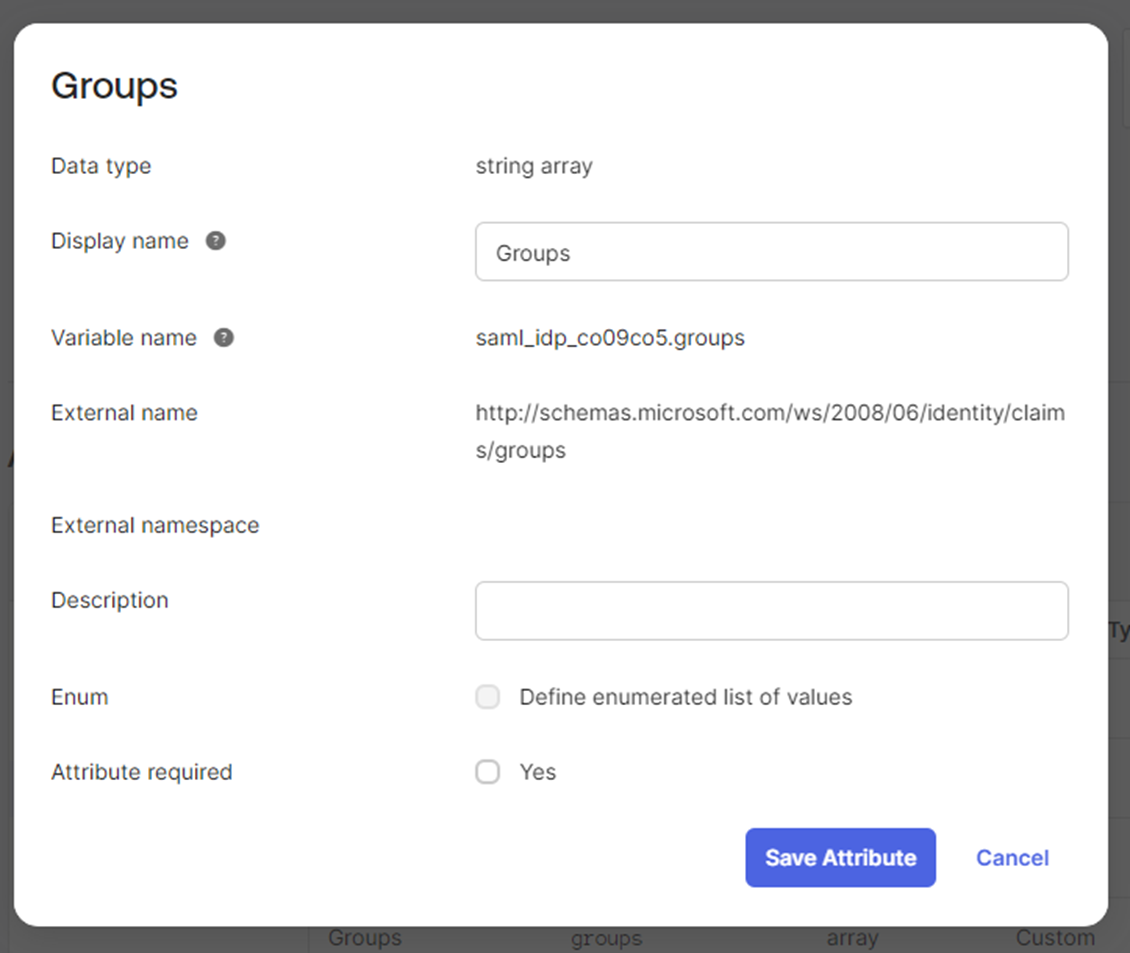 Groups
Data type string array
Display name ? Groups
Variable name ? saml_idp_co09co5.groups
External name http://schemas.microsoft.com/ws/2008/06/identity/claim
s/groups
External namespace
Description
Enum Define enumerated list of values
Attribute required Yes
Save Attribute Cancel
Groups groups array Custom